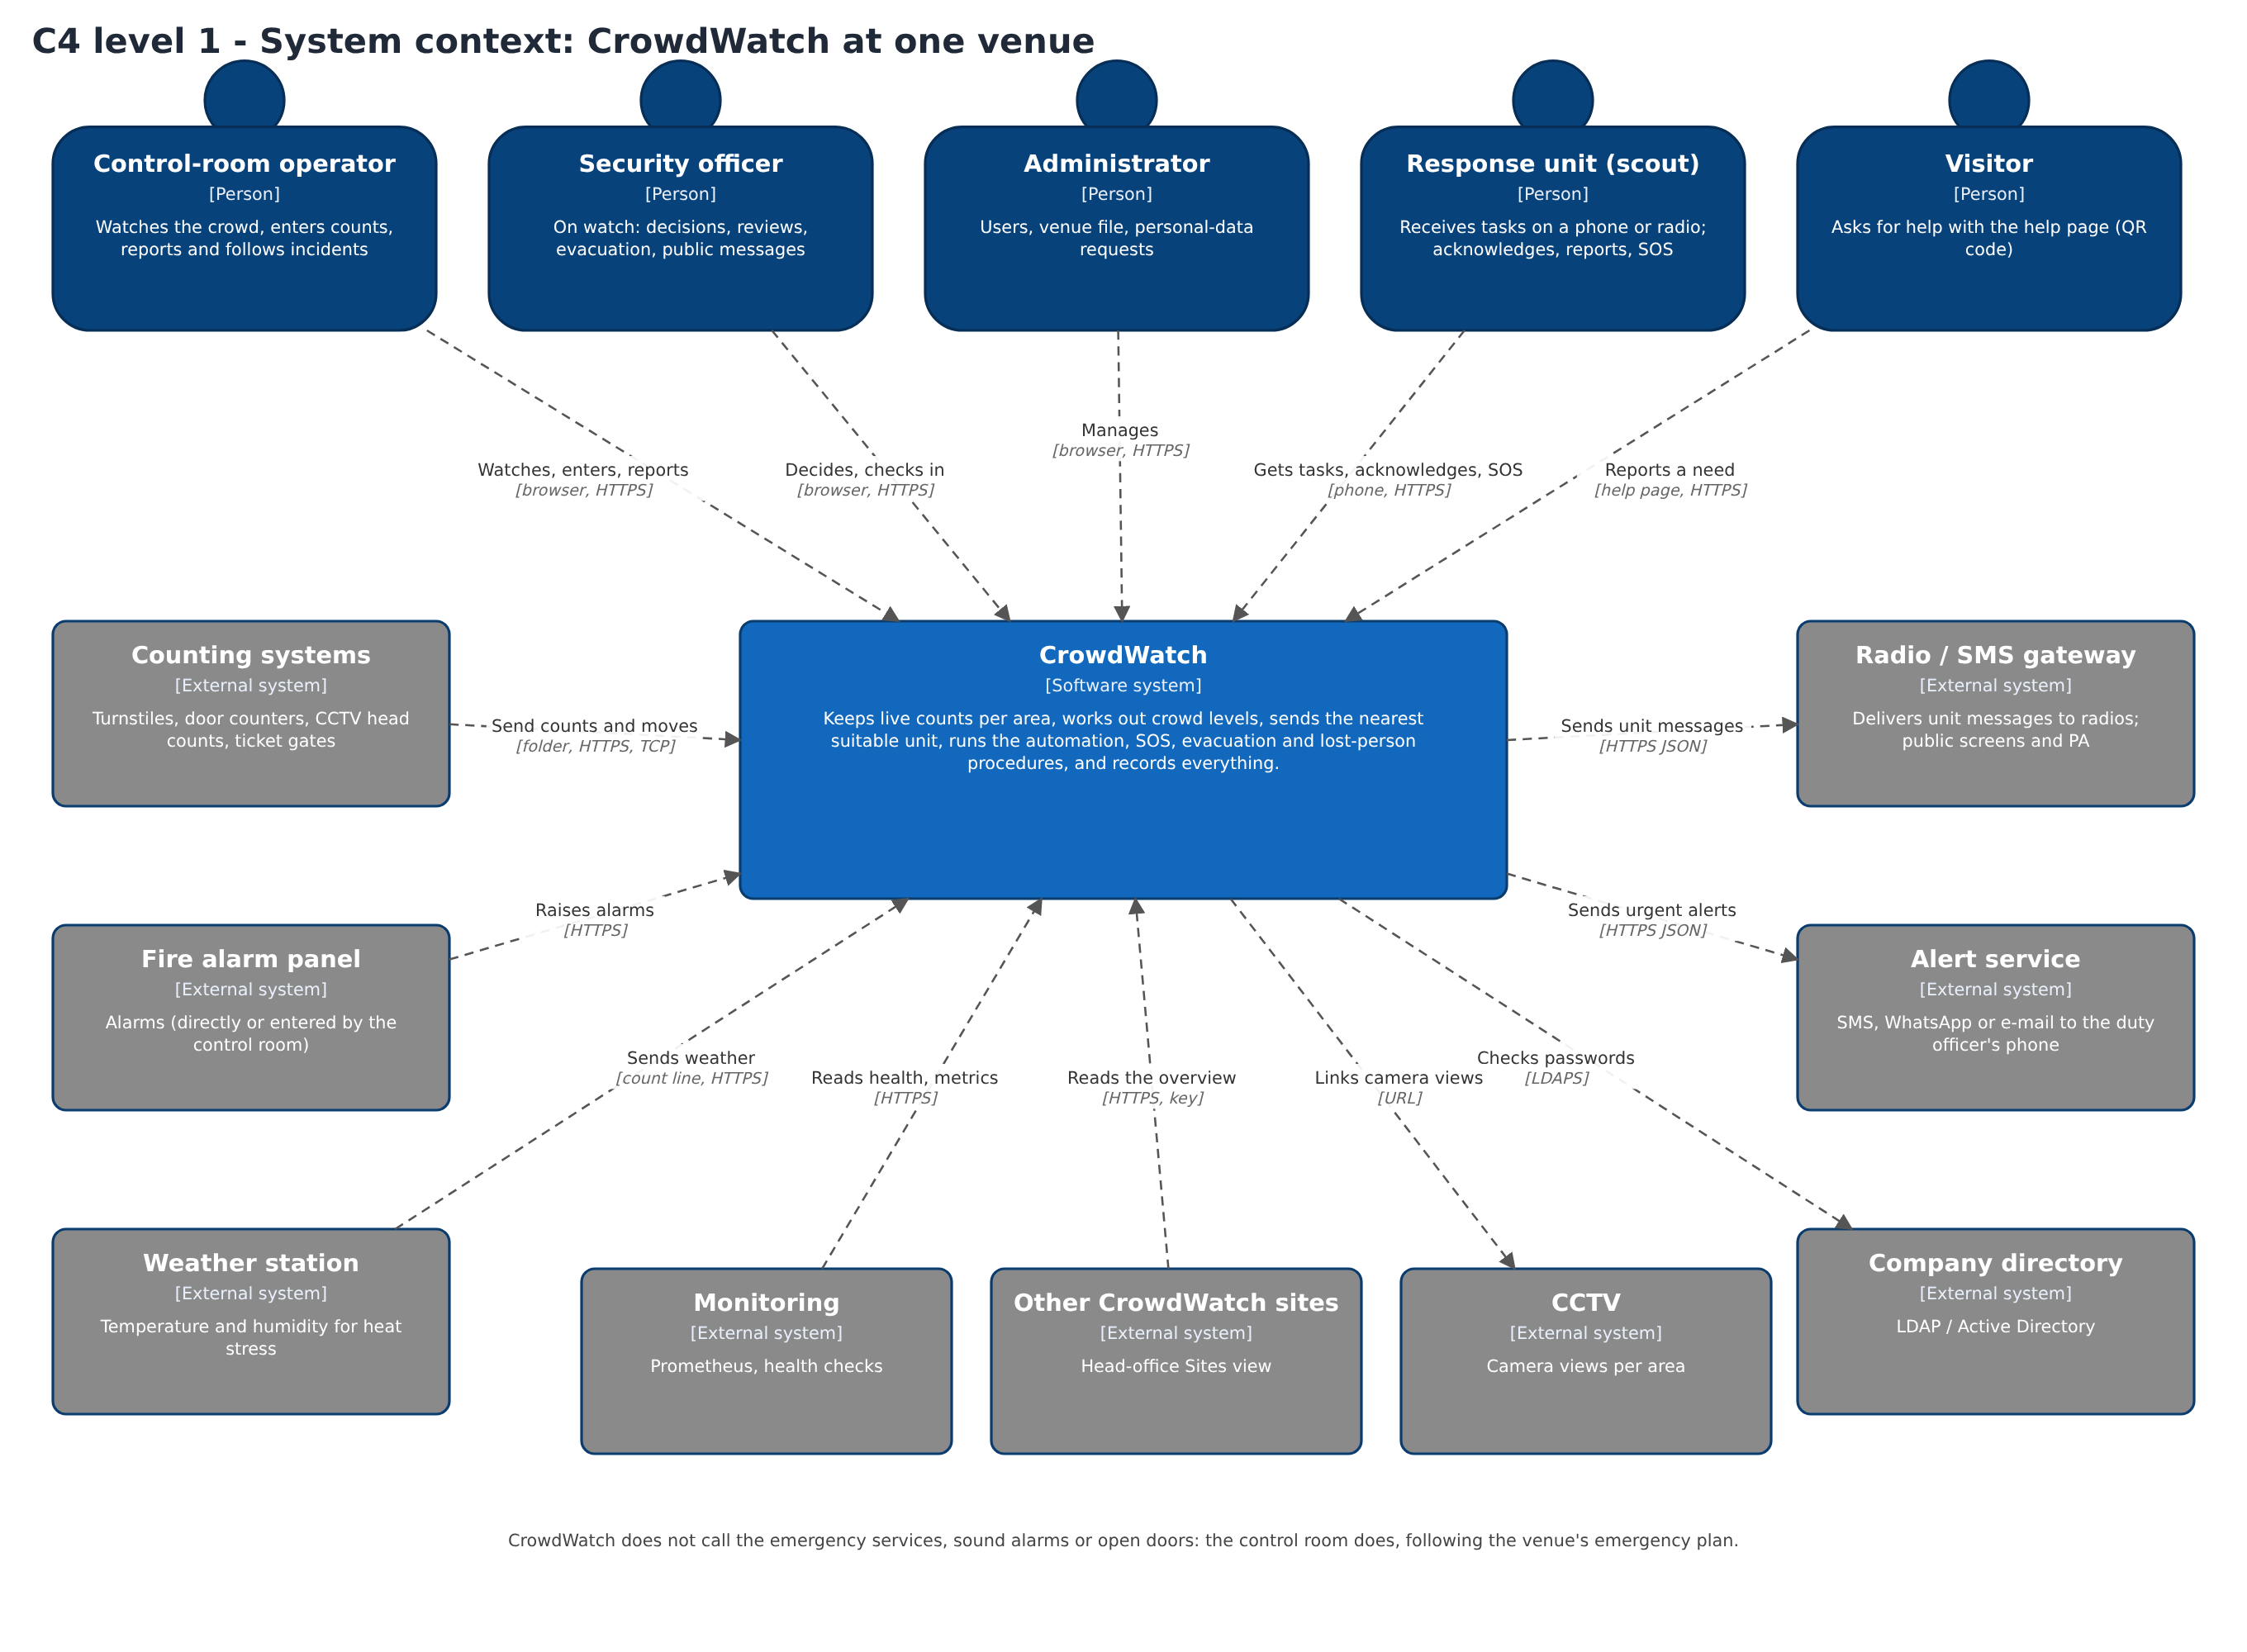 C4 level 1 - System context: CrowdWatch at one venue
Control-room operator
[Person]
Watches the crowd, enters counts,
reports and follows incidents
Security officer
[Person]
On watch: decisions, reviews,
evacuation, public messages
Administrator
[Person]
Users, venue file, personal-data
requests
Response unit (scout)
[Person]
Receives tasks on a phone or radio;
acknowledges, reports, SOS
Visitor
[Person]
Asks for help with the help page (QR
code)
Watches, enters, reports
[browser, HTTPS]
Decides, checks in
[browser, HTTPS]
Manages
[browser, HTTPS]
Gets tasks, acknowledges, SOS
[phone, HTTPS]
Reports a need
[help page, HTTPS]
Counting systems
[External system]
Turnstiles, door counters, CCTV head
counts, ticket gates
Send counts and moves
[folder, HTTPS, TCP]
CrowdWatch
[Software system]
Keeps live counts per area, works out crowd levels, sends the nearest
suitable unit, runs the automation, SOS, evacuation and lost-person
procedures, and records everything.
Sends unit messages
[HTTPS JSON]
Radio / SMS gateway
[External system]
Delivers unit messages to radios;
public screens and PA
Raises alarms
[HTTPS]
Sends urgent alerts
[HTTPS JSON]
Fire alarm panel
[External system]
Alarms (directly or entered by the
control room)
Alert service
[External system]
SMS, WhatsApp or e-mail to the duty
officer's phone
Sends weather
[count line, HTTPS]
Reads health, metrics
[HTTPS]
Reads the overview
[HTTPS, key]
Links camera views
[URL]
Checks passwords
[LDAPS]
Weather station
[External system]
Temperature and humidity for heat
stress
Monitoring
[External system]
Prometheus, health checks
Other CrowdWatch sites
[External system]
Head-office Sites view
CCTV
[External system]
Camera views per area
Company directory
[External system]
LDAP / Active Directory
CrowdWatch does not call the emergency services, sound alarms or open doors: the control room does, following the venue's emergency plan.